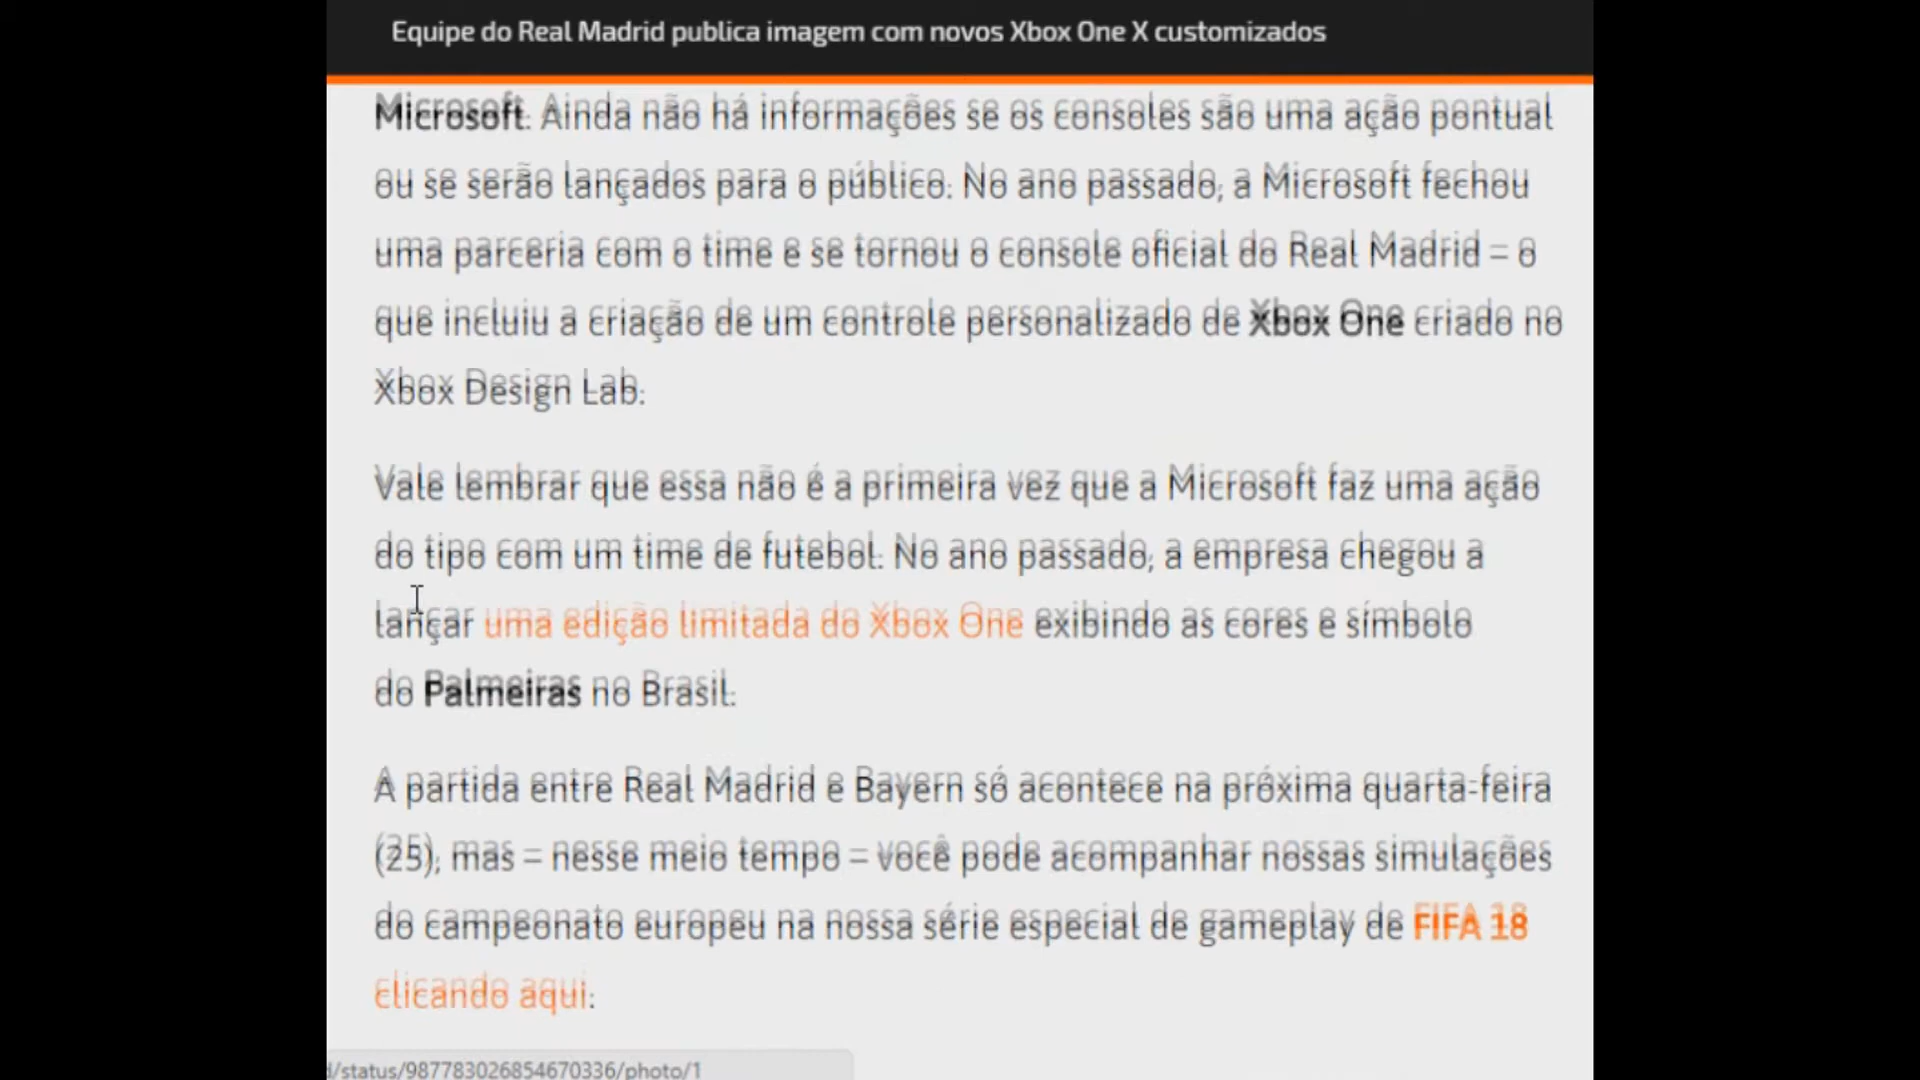 Equipe do Real Madrid publica imagem com novos Xbox One X customizados
Microsoft. Ainda não há informações se os consoles são uma ação pontual
ou se serão lançados para o público. No ano passado, a Microsoft fechou
uma parceria com o time e se tornou o console oficial do Real Madrid – o
que incluiu a criação de um controle personalizado de Xbox One criado no
Xbox Design Lab.
Vale lembrar que essa não é a primeira vez que a Microsoft faz uma ação
do tipo com um time de futebol. No ano passado, a empresa chegou a
lançar uma edição limitada do Xbox One exibindo as cores e símbolo
do Palmeiras no Brasil.
A partida entre Real Madrid e Bayern só acontece na próxima quarta-feira
(25), mas – nesse meio tempo – você pode acompanhar nossas simulações
do campeonato europeu na nossa série especial de gameplay de FIFA 18
clicando aqui.
d/status/987783026854670336/photo/1